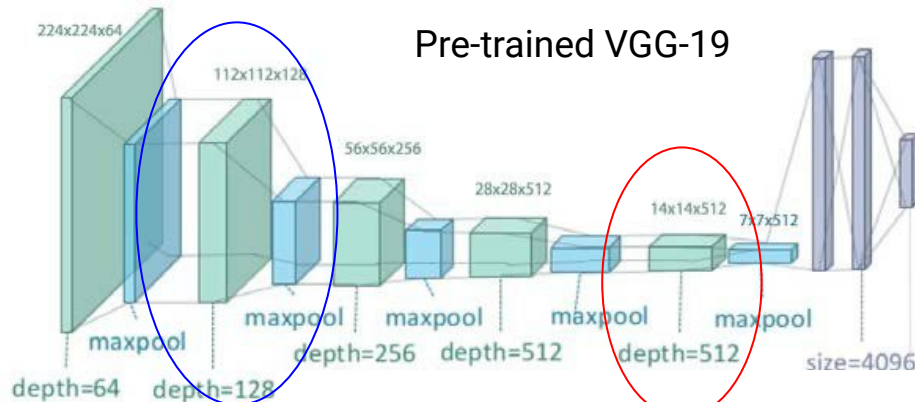 Pre-trained VGG-19
224x224x64
112x112x128
56x56x256
28x28x512
14x14x512
7x7x512
maxpool
maxpool
maxpool
maxpool
maxpool
depth=64
depth=128
depth=256
depth=512
depth=512
size=4096